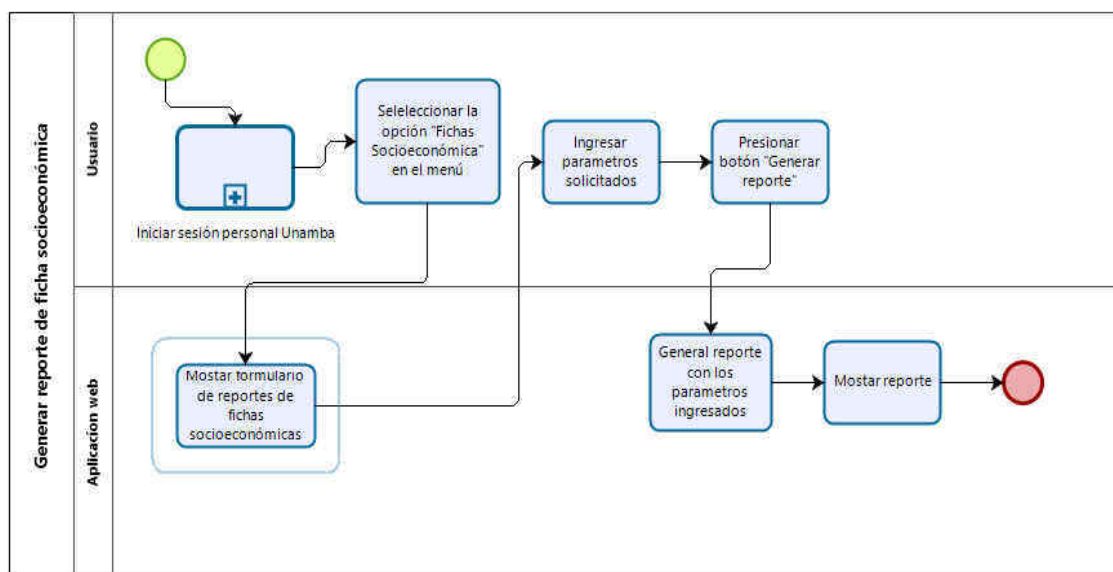 Generar reporte de ficha socioeconómica
Usuario
Seleleccionar la
opción "Fichas
Socioeconómica"
en el menú
Ingresar
parametros
solicitados
Presionar
botón "Generar
reporte"
Iniciar sesión personal Unamba
Aplicacion web
Mostar formulario
de reportes de
fichas
socioeconómicas
General reporte
con los
parametros
ingresados
Mostar reporte